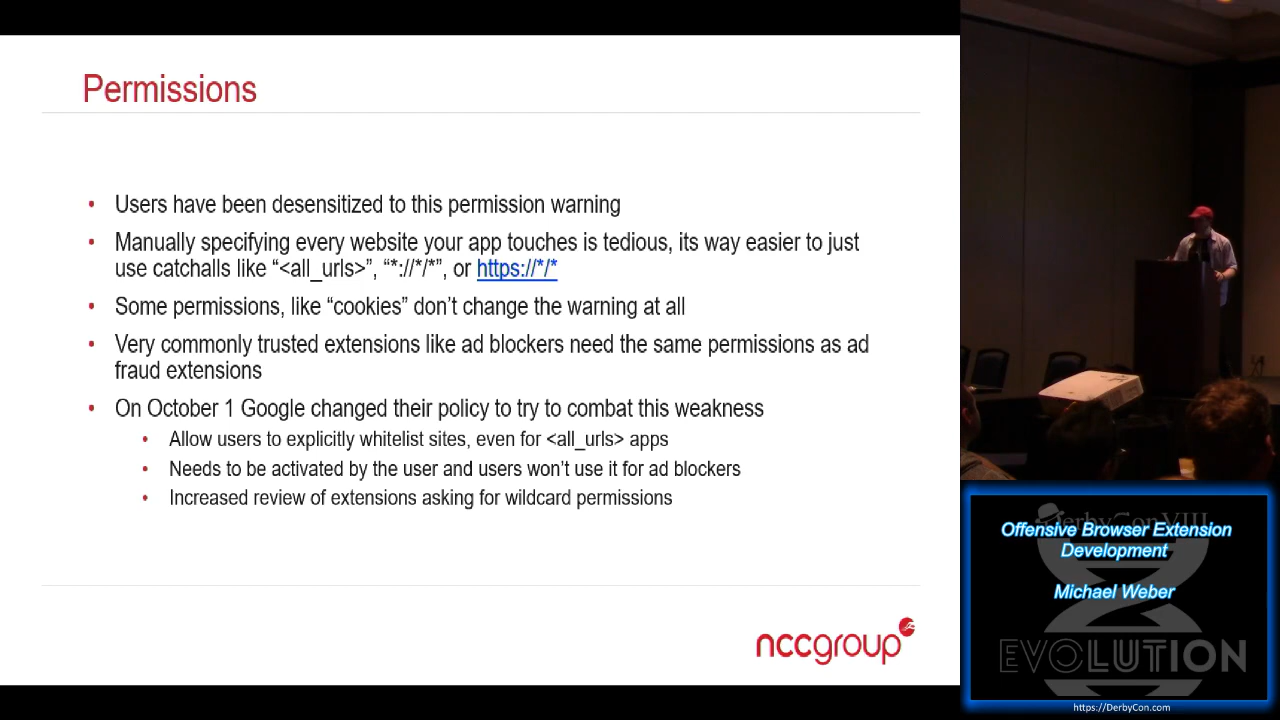 Permissions
• Users have been desensitized to this permission warning
• Manually specifying every website your app touches is tedious, its way easier to just
use catchalls like “<all_urls>”, “*://*/*”, or https://*/*
• Some permissions, like “cookies” don’t change the warning at all
• Very commonly trusted extensions like ad blockers need the same permissions as ad
fraud extensions
• On October 1 Google changed their policy to try to combat this weakness
• Allow users to explicitly whitelist sites, even for <all_urls> apps
• Needs to be activated by the user and users won’t use it for ad blockers
• Increased review of extensions asking for wildcard permissions
nccgroup
DerbyCon VIII
Offensive Browser Extension
Development
Michael Weber
EVOLUTION
https://DerbyCon.com